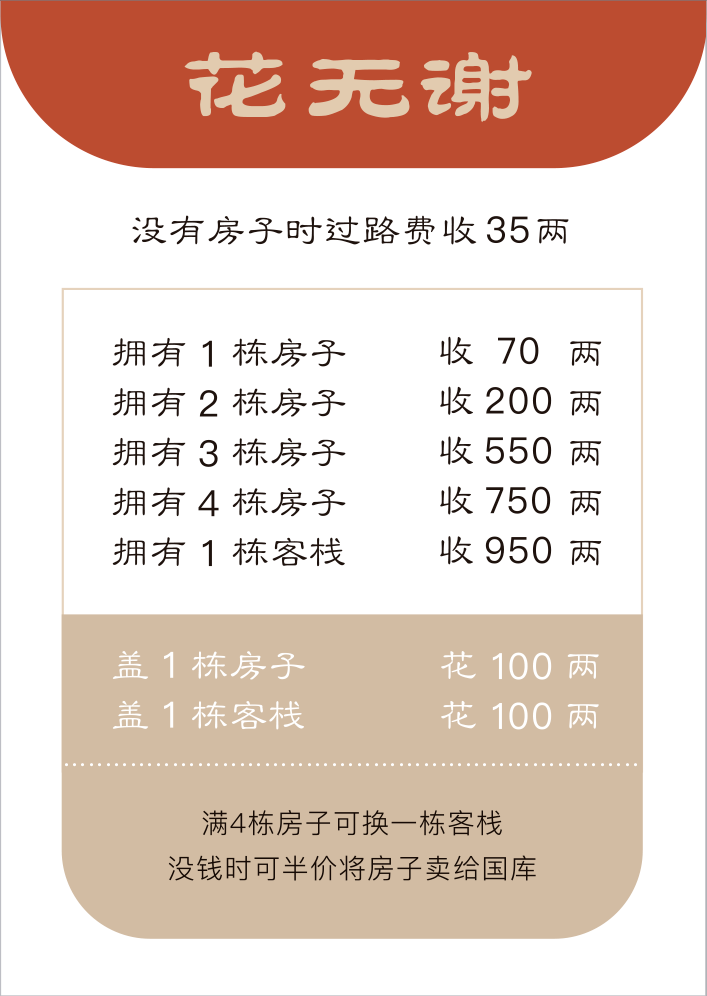 花无谢
没有房子时过路费收35两
拥有1栋房子 收 70 两
拥有2栋房子 收 200 两
拥有3栋房子 收 550 两
拥有4栋房子 收 750 两
拥有1栋客栈 收 950 两
盖1栋房子 花 100 两
盖1栋客栈 花 100 两
满4栋房子可换一栋客栈
没钱时可半价将房子卖给国库